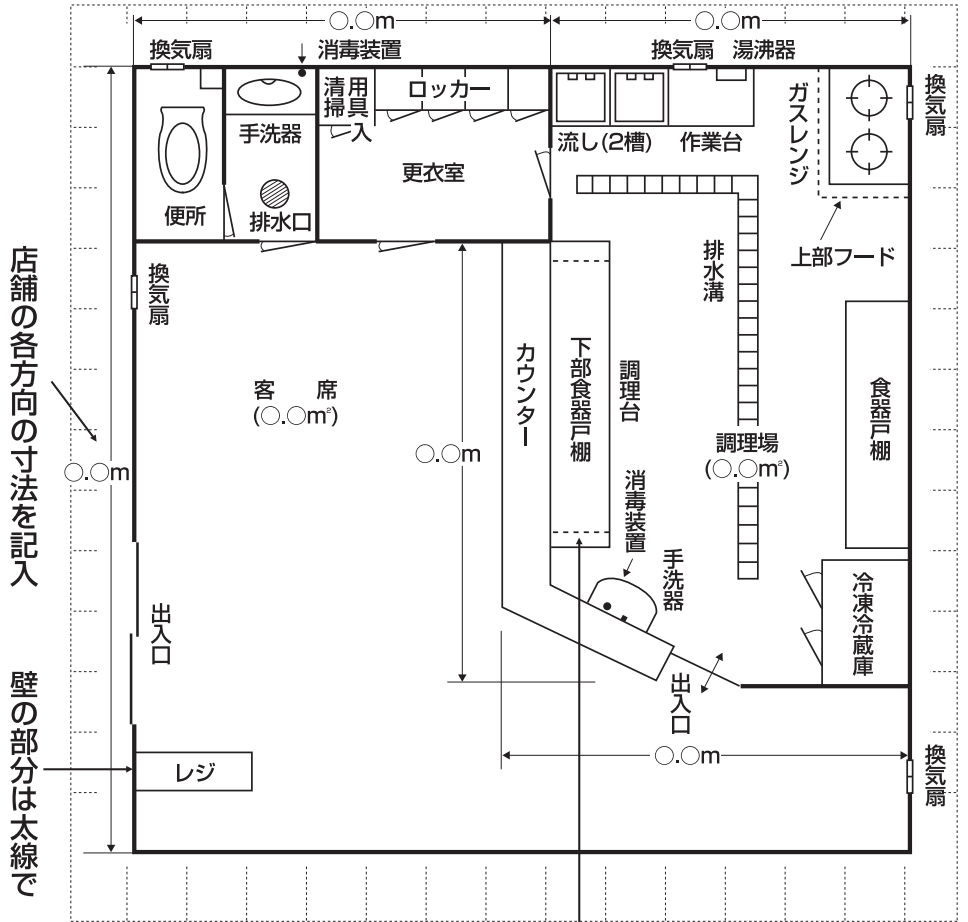 ○.○m
○.○m
換気扇
消毒装置
換気扇
湯沸器
換気扇
清掃用具入
ロッカー
手洗器
更衣室
便所
排水口
流し(2槽)
作業台
ガスレンジ
上部フード
排水溝
店舗の各方向の寸法を記入
換気扇
客　席
(○.○㎡)
○.○m
カウンター
下部食器戸棚
調理台
調理場
(○.○㎡)
食器戸棚
○.○m
消毒装置
手洗器
冷凍冷蔵庫
出入口
出入口
壁の部分は太線で
レジ
○.○m
換気扇